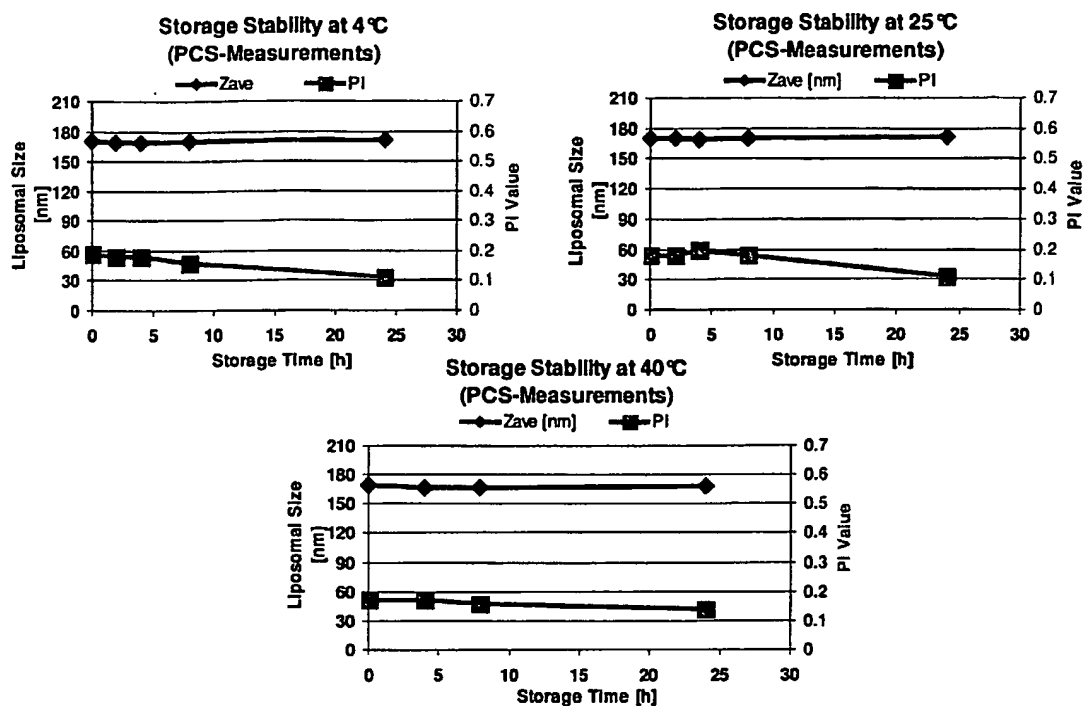 Storage Stability at 4°C
(PCS-Measurements)
Zave PI
210
180
150
120
90
60
30
0
Liposomal Size
[nm]
0.7
0.6
0.5
0.4
0.3
0.2
0.1
0
PI Value
0 5 10 15 20 25 30
Storage Time [h]
Storage Stability at 25°C
(PCS-Measurements)
Zave [nm] PI
210
180
150
120
90
60
30
0
Liposomal Size
[nm]
0.7
0.6
0.5
0.4
0.3
0.2
0.1
0
PI Value
0 5 10 15 20 25 30
Storage Time [h]
Storage Stability at 40°C
(PCS-Measurements)
Zave [nm] PI
210
180
150
120
90
60
30
0
Liposomal Size
[nm]
0.7
0.6
0.5
0.4
0.3
0.2
0.1
0
PI Value
0 5 10 15 20 25 30
Storage Time [h]